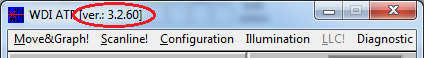 WDI ATF [ver.: 3.2.60]
Move&Graph! Scanline! Configuration Illumination LLC! Diagnostic